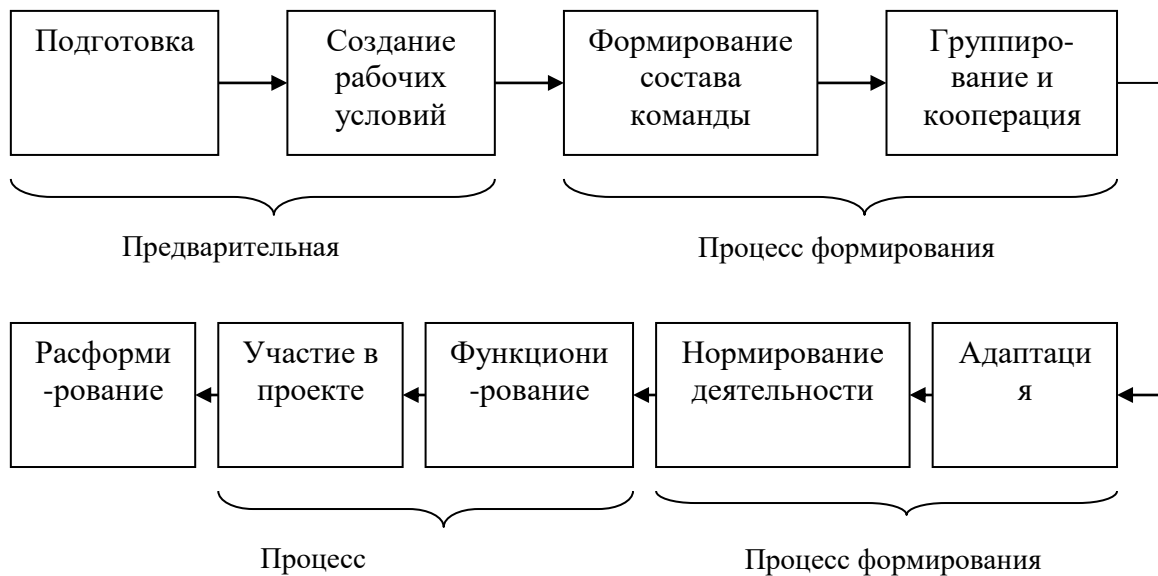 Подготовка
Создание
рабочих
условий
Формирование
состава
команды
Группиро-
вание и
кооперация
Предварительная
Процесс формирования
Расформи
-рование
Участие в
проекте
Функциони
-рование
Нормирование
деятельности
Адаптаци
я
Процесс
Процесс формирования